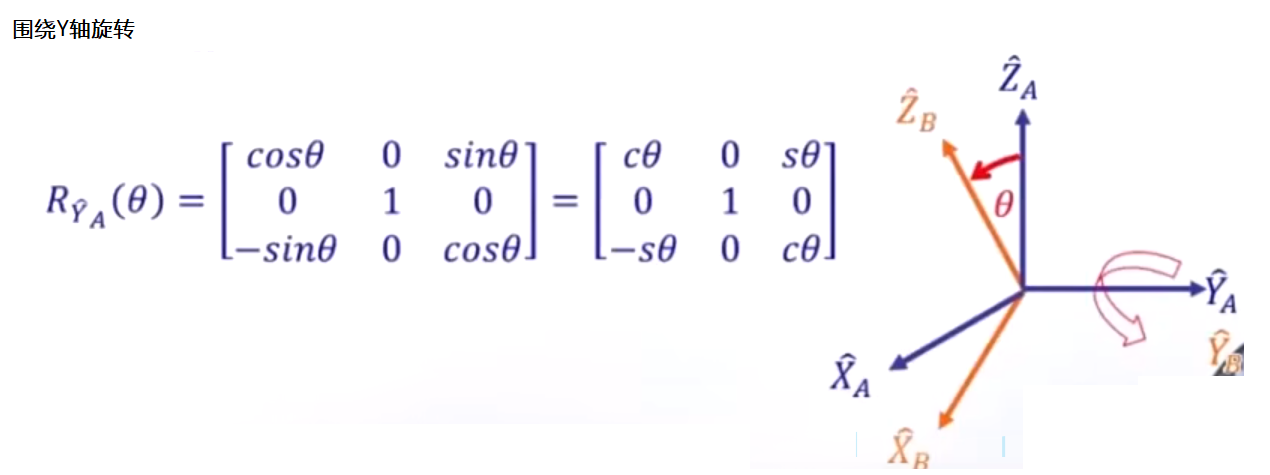 围绕Y轴旋转
R_{Ŷ_A}(θ) = [cosθ 0 sinθ; 0 1 0; −sinθ 0 cosθ] = [cθ 0 sθ; 0 1 0; −sθ 0 cθ]
Ẑ_A
Ẑ_B
θ
Ŷ_A
Ŷ_B
X̂_A
X̂_B